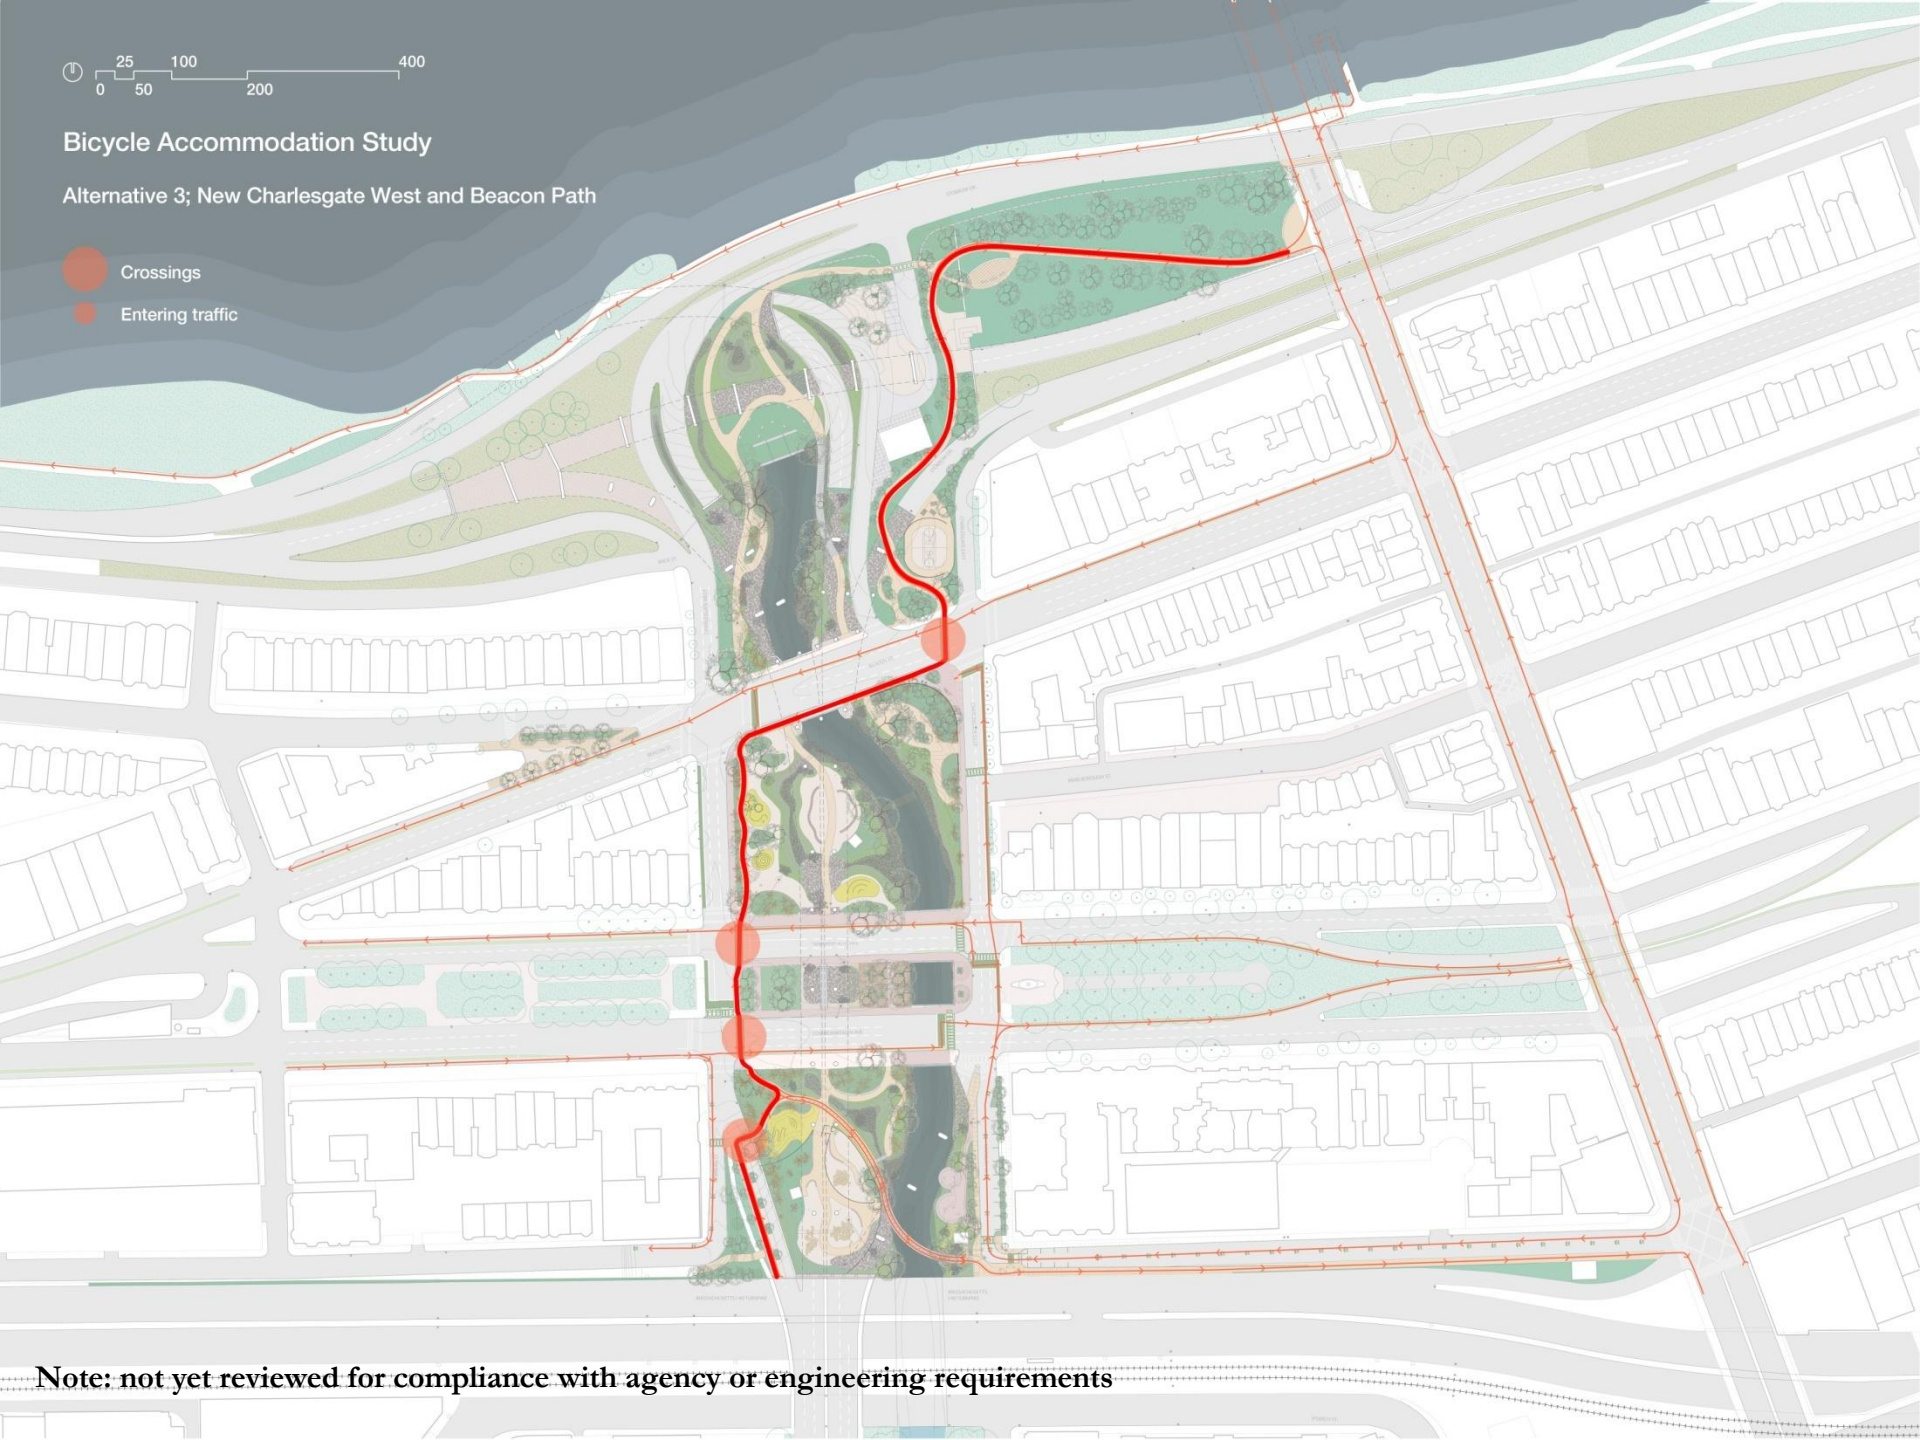 25 100 400
0 50 200
Bicycle Accommodation Study
Alternative 3; New Charlesgate West and Beacon Path
Crossings
Entering traffic
MASSACHUSETTS
Note: not yet reviewed for compliance with agency or engineering requirements